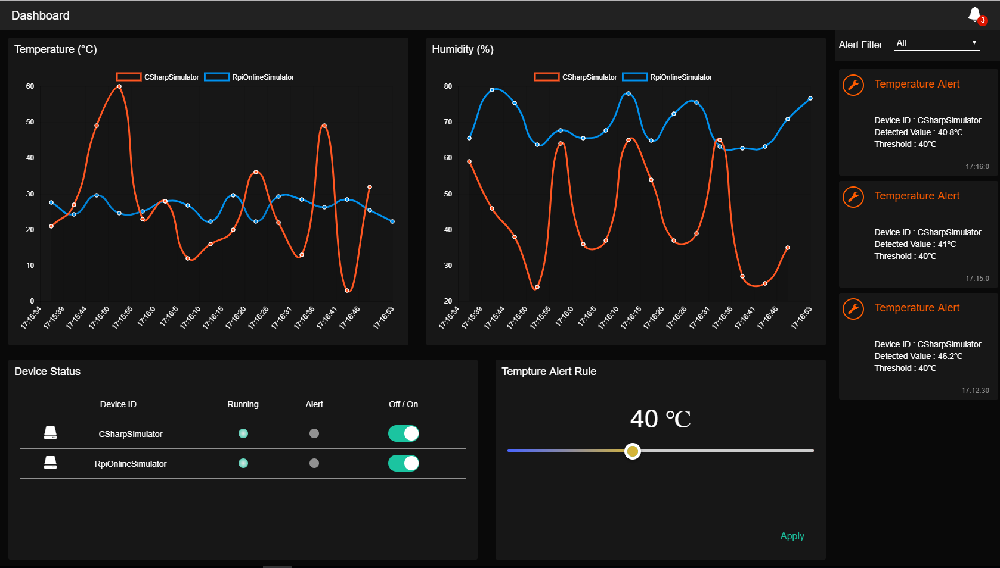 Dashboard
3
Temperature (°C)
CSharpSimulator RpiOnlineSimulator
60
50
40
30
20
10
0
17:15:34 17:15:39 17:15:44 17:15:50 17:15:55 17:16:0 17:16:5 17:16:10 17:16:15 17:16:20 17:16:26 17:16:31 17:16:36 17:16:41 17:16:46 17:16:53
Humidity (%)
CSharpSimulator RpiOnlineSimulator
80
70
60
50
40
30
20
17:15:34 17:15:39 17:15:44 17:15:50 17:15:55 17:16:0 17:16:5 17:16:10 17:16:15 17:16:20 17:16:26 17:16:31 17:16:36 17:16:41 17:16:46 17:16:53
Device Status
Device ID Running Alert Off / On
CSharpSimulator
RpiOnlineSimulator
Tempture Alert Rule
40 ℃
Apply
Alert Filter All
Temperature Alert
Device ID : CSharpSimulator
Detected Value : 40.8℃
Threshold : 40℃
17:16:0
Temperature Alert
Device ID : CSharpSimulator
Detected Value : 41℃
Threshold : 40℃
17:15:0
Temperature Alert
Device ID : CSharpSimulator
Detected Value : 46.2℃
Threshold : 40℃
17:12:30